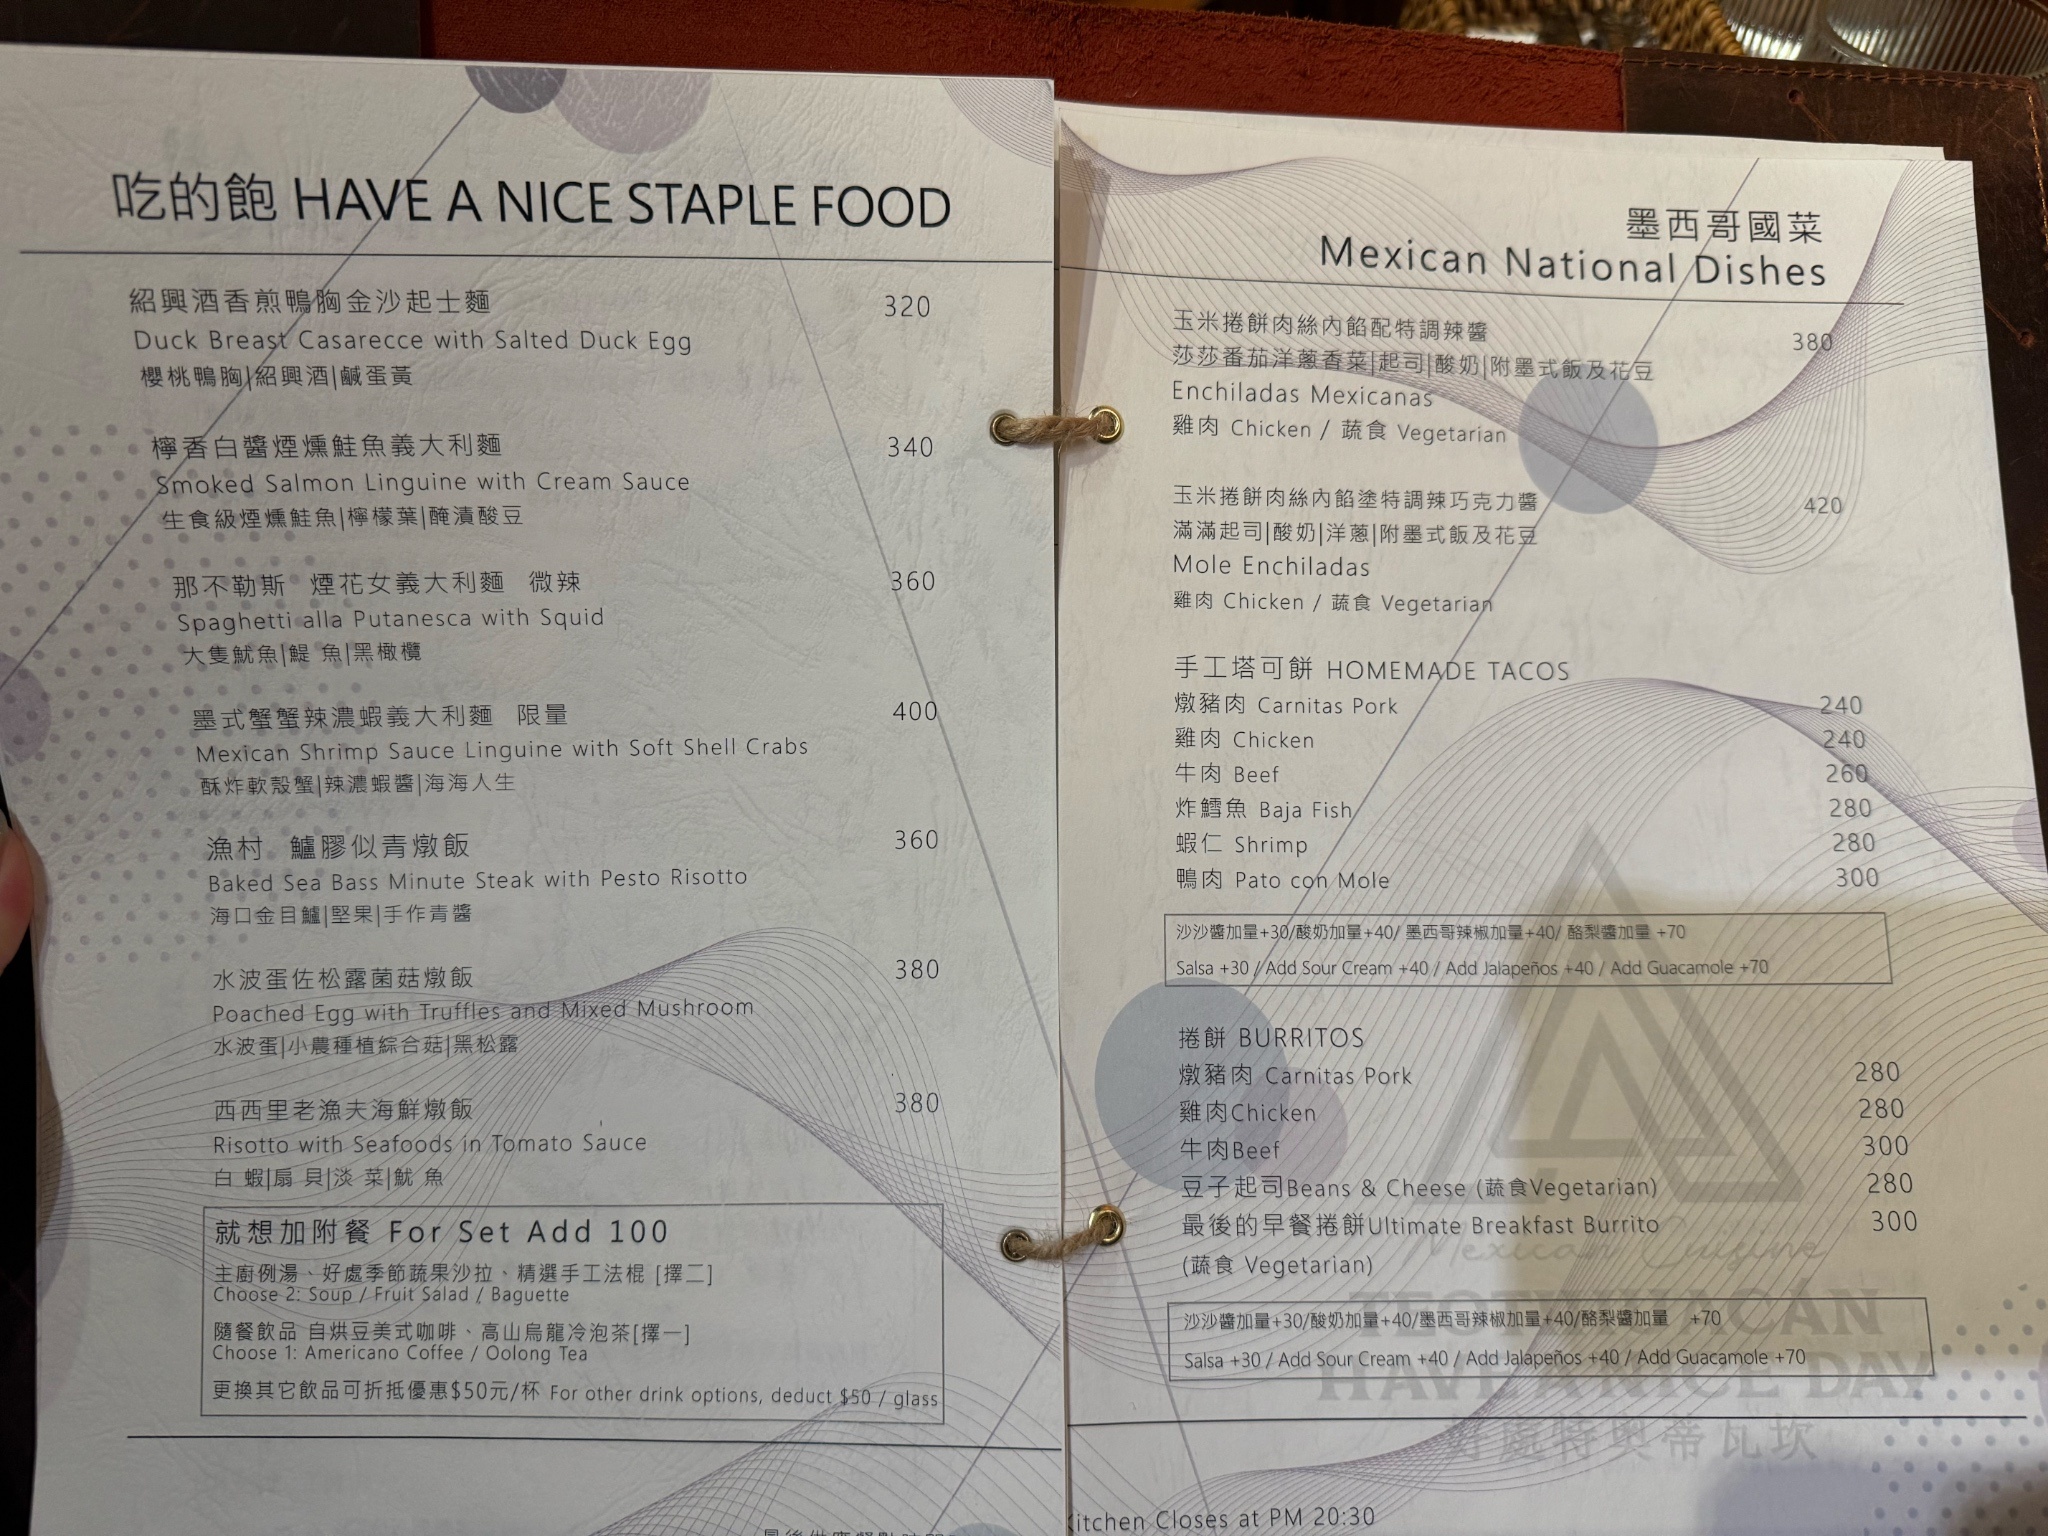 吃的飽 HAVE A NICE STAPLE FOOD
紹興酒香煎鴨胸金沙起士麵 320
Duck Breast Casarecce with Salted Duck Egg
櫻桃鴨胸|紹興酒|鹹蛋黃
檸香白醬煙燻鮭魚義大利麵 340
Smoked Salmon Linguine with Cream Sauce
生食級煙燻鮭魚|檸檬葉|醃漬酸豆
那不勒斯 煙花女義大利麵 微辣 360
Spaghetti alla Putanesca with Squid
大隻魷魚|鯷 魚|黑橄欖
墨式蟹蟹辣濃蝦義大利麵 限量 400
Mexican Shrimp Sauce Linguine with Soft Shell Crabs
酥炸軟殼蟹|辣濃蝦醬|海海人生
漁村 鱸膠似青燉飯 360
Baked Sea Bass Minute Steak with Pesto Risotto
海口金目鱸|堅果|手作青醬
水波蛋佐松露菌菇燉飯 380
Poached Egg with Truffles and Mixed Mushroom
水波蛋|小農種植綜合菇|黑松露
西西里老漁夫海鮮燉飯 380
Risotto with Seafoods in Tomato Sauce
白 蝦|扇 貝|淡 菜|魷 魚
就想加附餐 For Set Add 100
主廚例湯、好處季節蔬果沙拉、精選手工法棍 [擇二]
Choose 2: Soup / Fruit Salad / Baguette
隨餐飲品 自烘豆美式咖啡、高山烏龍冷泡茶[擇一]
Choose 1: Americano Coffee / Oolong Tea
更換其它飲品可折抵優惠$50元/杯 For other drink options, deduct $50 / glass
墨西哥國菜
Mexican National Dishes
玉米捲餅肉絲內餡配特調辣醬 380
莎莎番茄洋蔥香菜|起司|酸奶|附墨式飯及花豆
Enchiladas Mexicanas
雞肉 Chicken / 蔬食 Vegetarian
玉米捲餅肉絲內餡塗特調辣巧克力醬 420
滿滿起司|酸奶|洋蔥|附墨式飯及花豆
Mole Enchiladas
雞肉 Chicken / 蔬食 Vegetarian
手工塔可餅 HOMEMADE TACOS
燉豬肉 Carnitas Pork 240
雞肉 Chicken 240
牛肉 Beef 260
炸鱈魚 Baja Fish 280
蝦仁 Shrimp 280
鴨肉 Pato con Mole 300
沙沙醬加量+30/酸奶加量+40/ 墨西哥辣椒加量+40/ 酪梨醬加量 +70
Salsa +30 / Add Sour Cream +40 / Add Jalapeños +40 / Add Guacamole +70
捲餅 BURRITOS
燉豬肉 Carnitas Pork 280
雞肉Chicken 280
牛肉Beef 300
豆子起司Beans & Cheese (蔬食Vegetarian) 280
最後的早餐捲餅Ultimate Breakfast Burrito 300
(蔬食 Vegetarian)
Mexican Cuisine
沙沙醬加量+30/酸奶加量+40/墨西哥辣椒加量+40/酪梨醬加量 +70
Salsa +30 / Add Sour Cream +40 / Add Jalapeños +40 / Add Guacamole +70
HAVE A NICE DAY
好處特奧蒂瓦坎
Kitchen Closes at PM 20:30